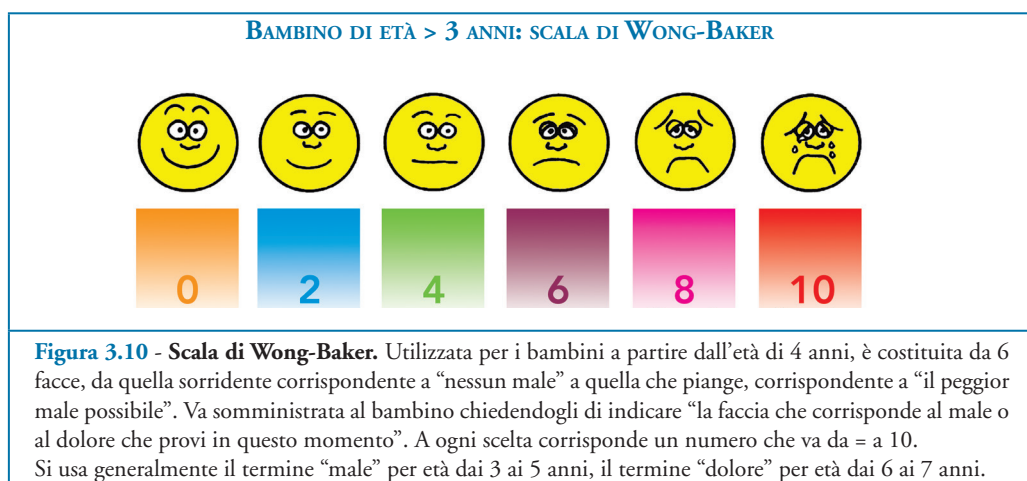 BAMBINO DI ETÀ > 3 ANNI: SCALA DI WONG-BAKER
0 2 4 6 8 10
Figura 3.10 - Scala di Wong-Baker. Utilizzata per i bambini a partire dall'età di 4 anni, è costituita da 6
facce, da quella sorridente corrispondente a “nessun male” a quella che piange, corrispondente a “il peggior
male possibile”. Va somministrata al bambino chiedendogli di indicare “la faccia che corrisponde al male o
al dolore che provi in questo momento”. A ogni scelta corrisponde un numero che va da = a 10.
Si usa generalmente il termine “male” per età dai 3 ai 5 anni, il termine “dolore” per età dai 6 ai 7 anni.